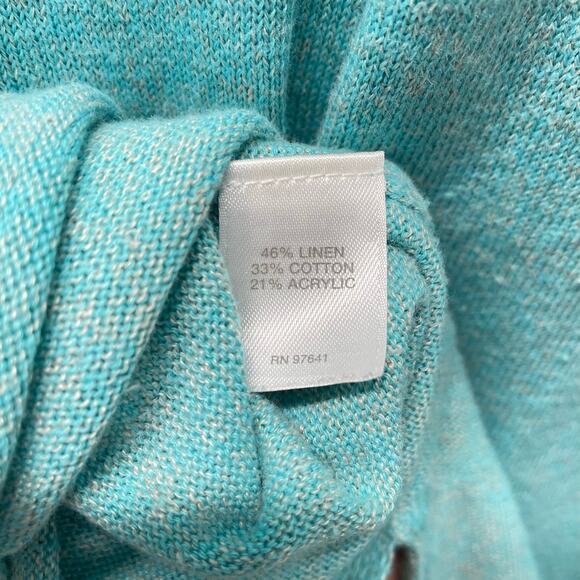 46% LINEN
33% COTTON
21% ACRYLIC
RN 97641